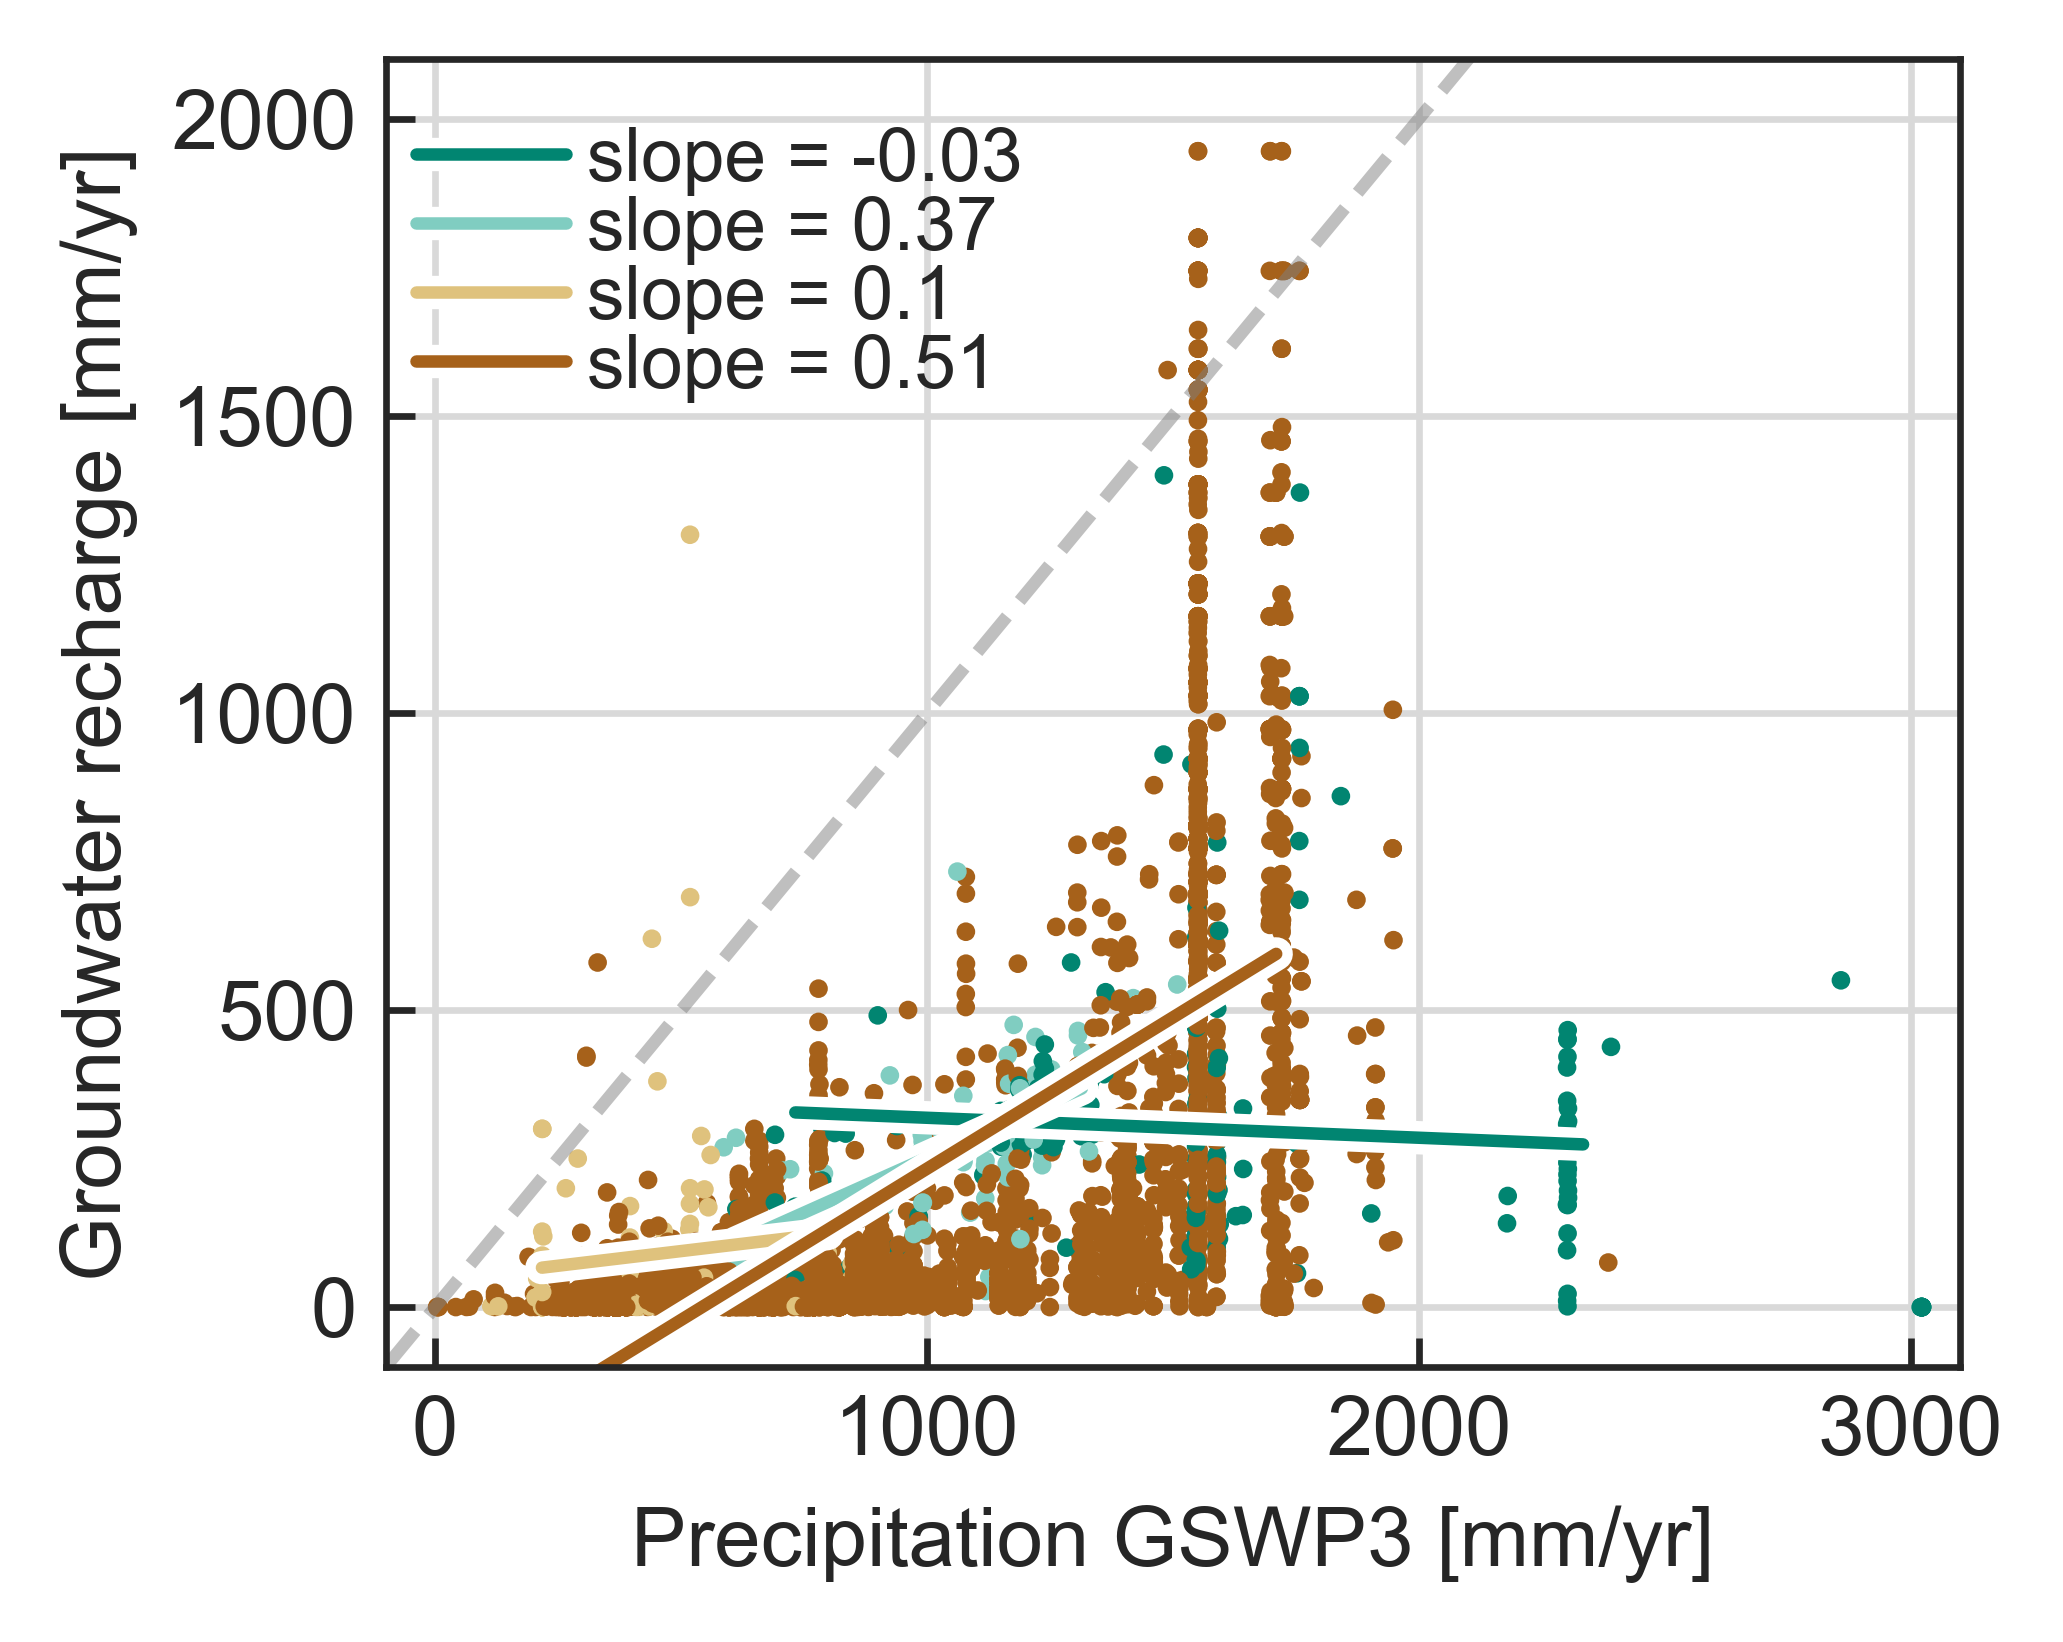 2000
1500
1000
500
0
Groundwater recharge [mm/yr]
slope = -0.03
slope = 0.37
slope = 0.1
slope = 0.51
0 1000 2000 3000
Precipitation GSWP3 [mm/yr]